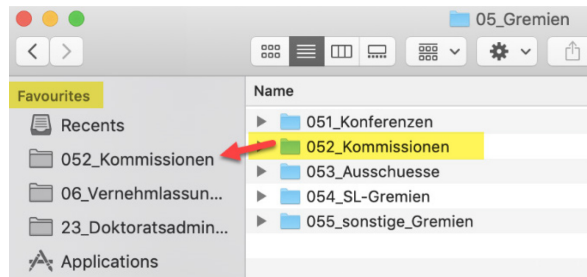 05_Gremien
Favourites
Recents
052_Kommissionen
06_Vernehmlassun...
23_Doktoratsadmin...
Applications
Name
051_Konferenzen
052_Kommissionen
053_Ausschuesse
054_SL-Gremien
055_sonstige_Gremien